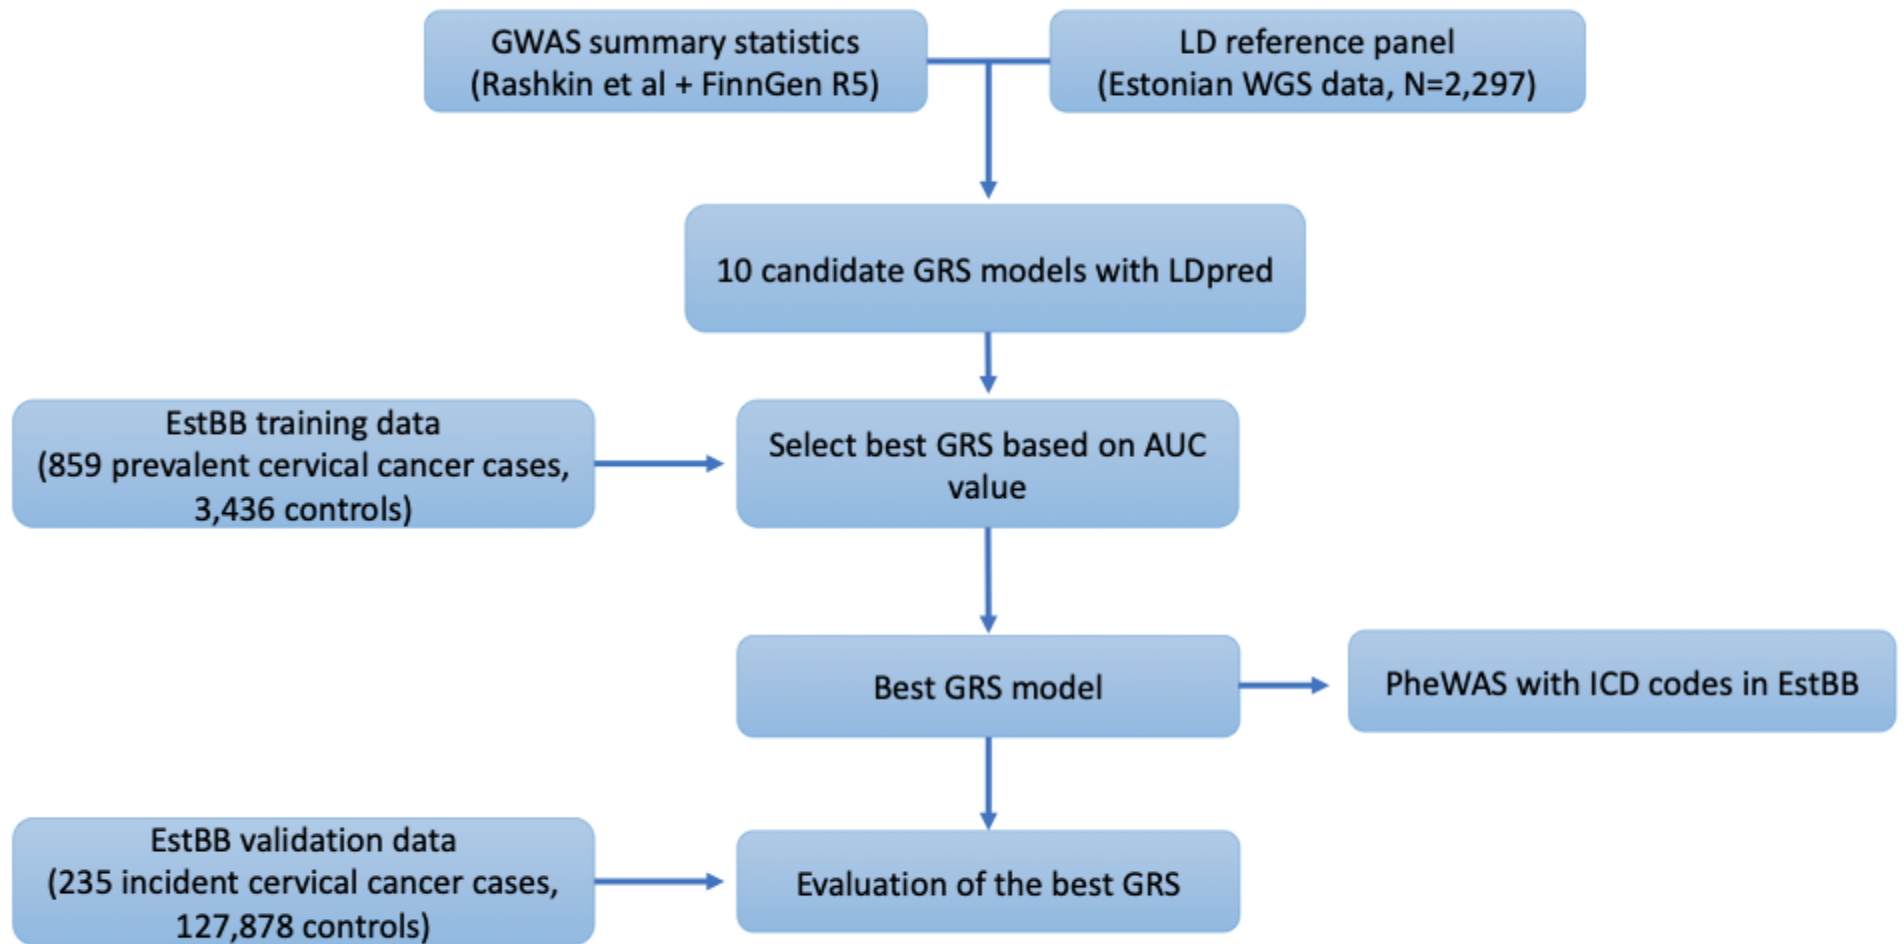 GWAS summary statistics
(Rashkin et al + FinnGen R5)
LD reference panel
(Estonian WGS data, N=2,297)
10 candidate GRS models with LDpred
EstBB training data
(859 prevalent cervical cancer cases,
3,436 controls)
Select best GRS based on AUC
value
Best GRS model
PheWAS with ICD codes in EstBB
EstBB validation data
(235 incident cervical cancer cases,
127,878 controls)
Evaluation of the best GRS